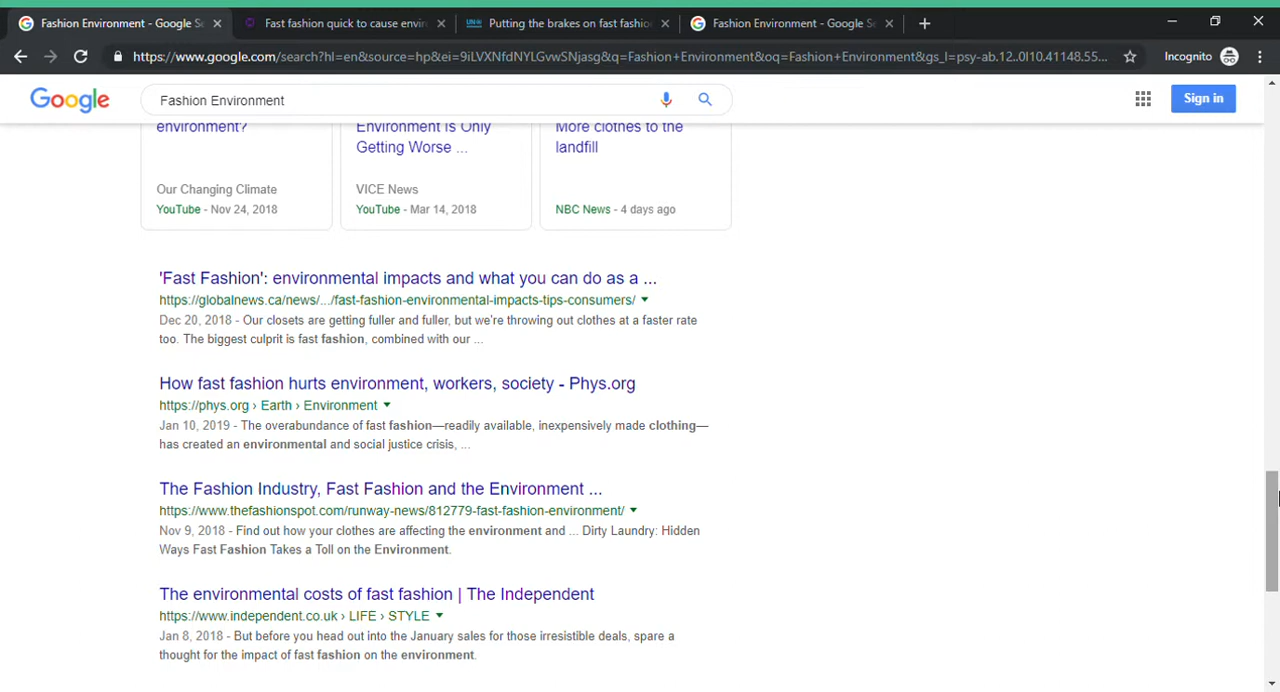 Fashion Environment - Google Se
Fast fashion quick to cause envir
Putting the brakes on fast fashio
Fashion Environment - Google Se
https://www.google.com/search?hl=en&source=hp&ei=9iLVXNfdNYLGvwSNjasg&q=Fashion+Environment&oq=Fashion+Environment&gs_l=psy-ab.12..0l10.41148.55...
Incognito
Google
Fashion Environment
Sign in
environment?
Environment Is Only
Getting Worse ...
More clothes to the
landfill
Our Changing Climate
YouTube - Nov 24, 2018
VICE News
YouTube - Mar 14, 2018
NBC News - 4 days ago
'Fast Fashion': environmental impacts and what you can do as a ...
https://globalnews.ca/news/.../fast-fashion-environmental-impacts-tips-consumers/
Dec 20, 2018 - Our closets are getting fuller and fuller, but we're throwing out clothes at a faster rate
too. The biggest culprit is fast fashion, combined with our ...
How fast fashion hurts environment, workers, society - Phys.org
https://phys.org › Earth › Environment
Jan 10, 2019 - The overabundance of fast fashion—readily available, inexpensively made clothing—
has created an environmental and social justice crisis, ...
The Fashion Industry, Fast Fashion and the Environment ...
https://www.thefashionspot.com/runway-news/812779-fast-fashion-environment/
Nov 9, 2018 - Find out how your clothes are affecting the environment and ... Dirty Laundry: Hidden
Ways Fast Fashion Takes a Toll on the Environment.
The environmental costs of fast fashion | The Independent
https://www.independent.co.uk › LIFE › STYLE
Jan 8, 2018 - But before you head out into the January sales for those irresistible deals, spare a
thought for the impact of fast fashion on the environment.